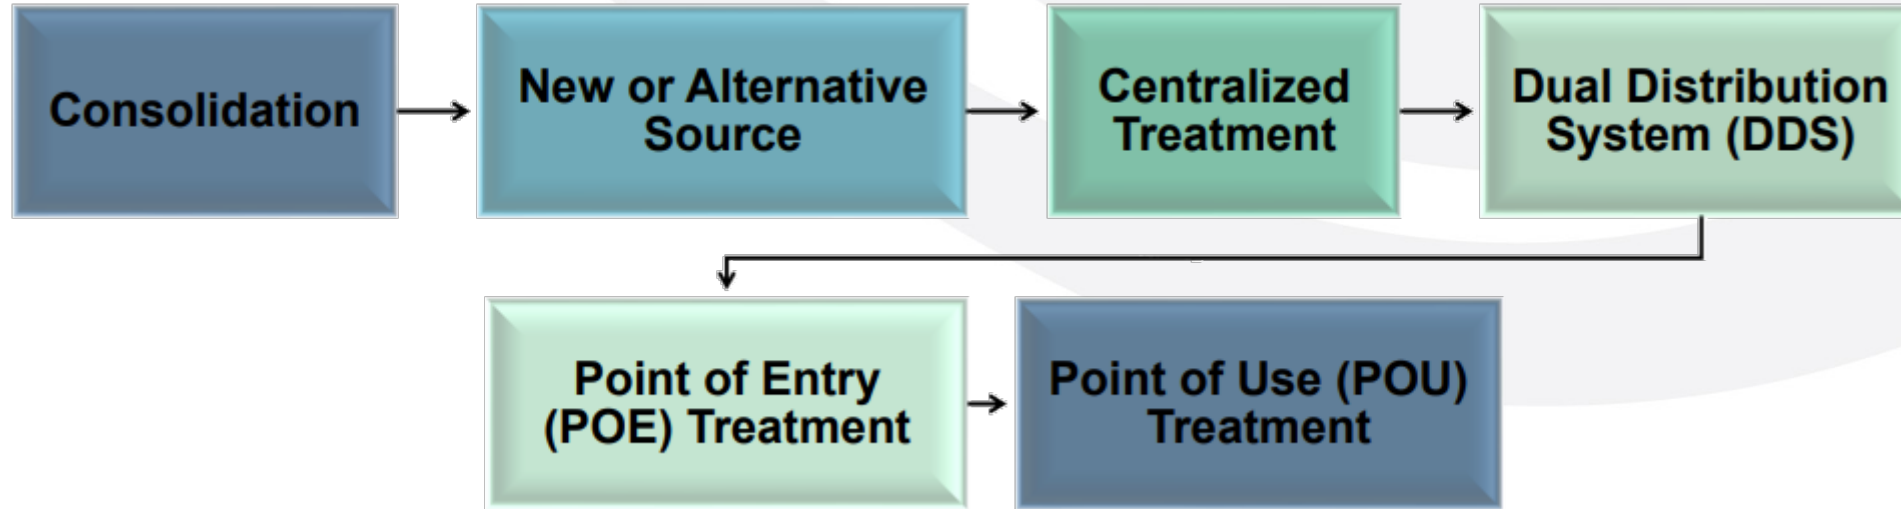 Consolidation
New or Alternative
Source
Centralized
Treatment
Dual Distribution
System (DDS)
Point of Entry
(POE) Treatment
Point of Use (POU)
Treatment